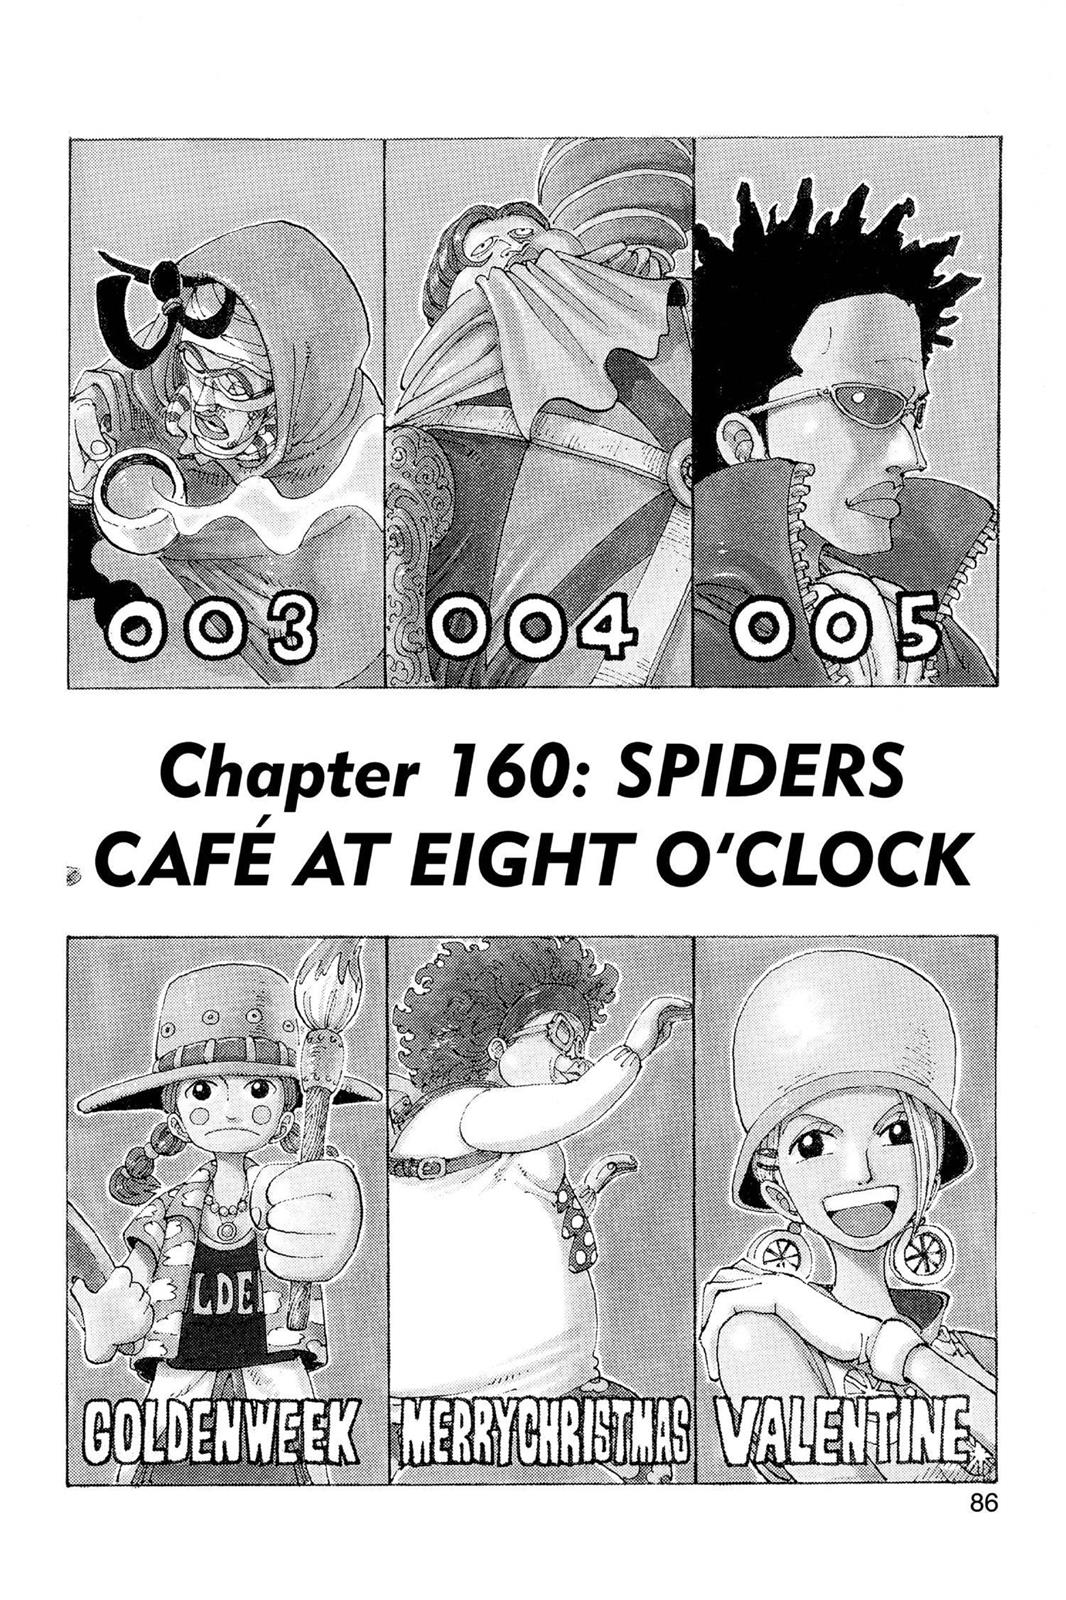 003 004 005
Chapter 160: SPIDERS
CAFÉ AT EIGHT O'CLOCK
LDE
GOLDENWEEK MERRYCHRISTMAS VALENTINE
86